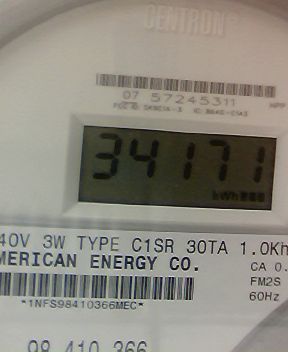 CENTRON®
07 57245311
34171
kWh
40V 3W TYPE C1SR 30TA 1.0Kh
MERICAN ENERGY CO.
CA 0.
FM2S
60Hz
*1NFS98410366MEC*
98 410 366